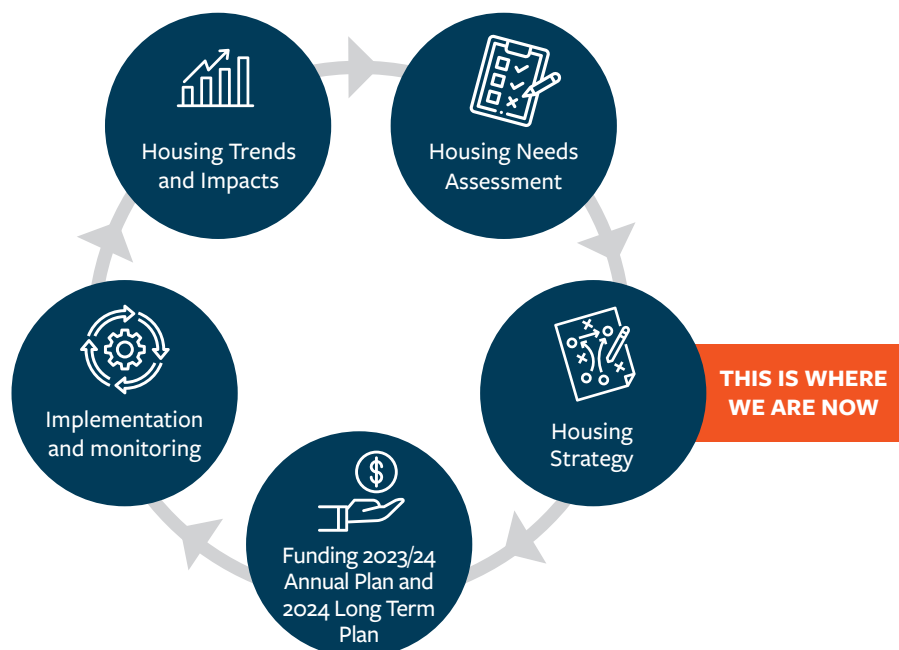 Housing Trends
and Impacts
Housing Needs
Assessment
Housing
Strategy
THIS IS WHERE
WE ARE NOW
Funding 2023/24
Annual Plan and
2024 Long Term
Plan
Implementation
and monitoring